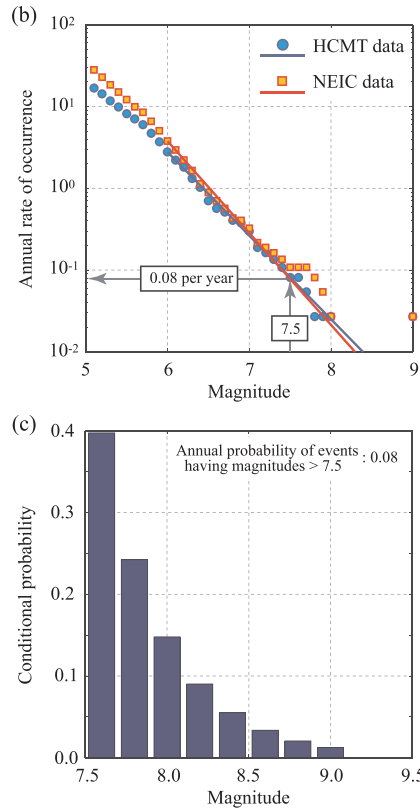 (b)
Annual rate of occurrence
10²
10¹
10⁰
10⁻¹
10⁻²
HCMT data
NEIC data
0.08 per year
7.5
5 6 7 8 9
Magnitude
(c)
Conditional probability
0.4
0.3
0.2
0.1
0.0
Annual probability of events
having magnitudes > 7.5 : 0.08
7.5 8.0 8.5 9.0 9.5
Magnitude